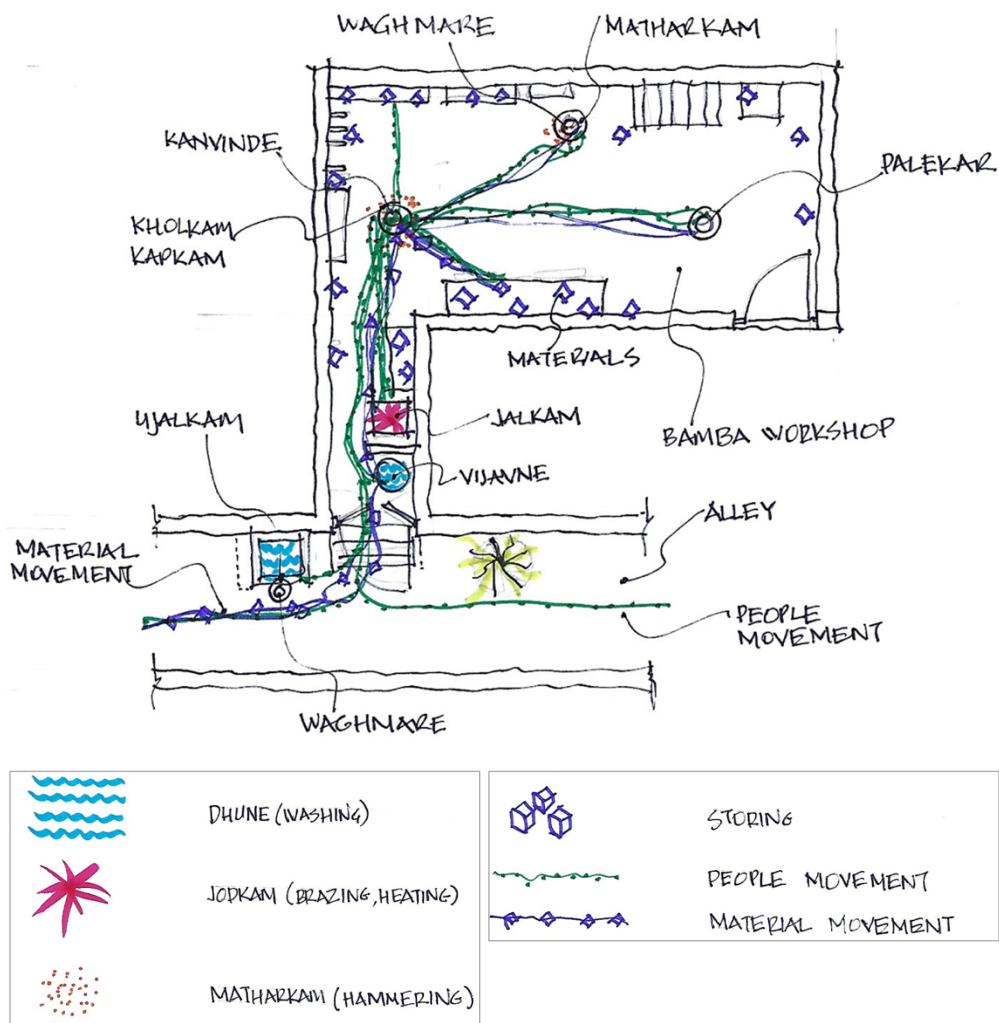 WAGHMARE
MATHARKAM
KANVINDE
PALEKAR
KHOLKAM
KAPKAM
MATERIALS
UJALKAM
JALKAM
BAMBA WORKSHOP
VIJAVNE
ALLEY
MATERIAL
MOVEMENT
PEOPLE
MOVEMENT
WAGHMARE
DHUNE (WASHING)
JODKAM (BRAZING, HEATING)
MATHARKAM (HAMMERING)
STORING
PEOPLE MOVEMENT
MATERIAL MOVEMENT